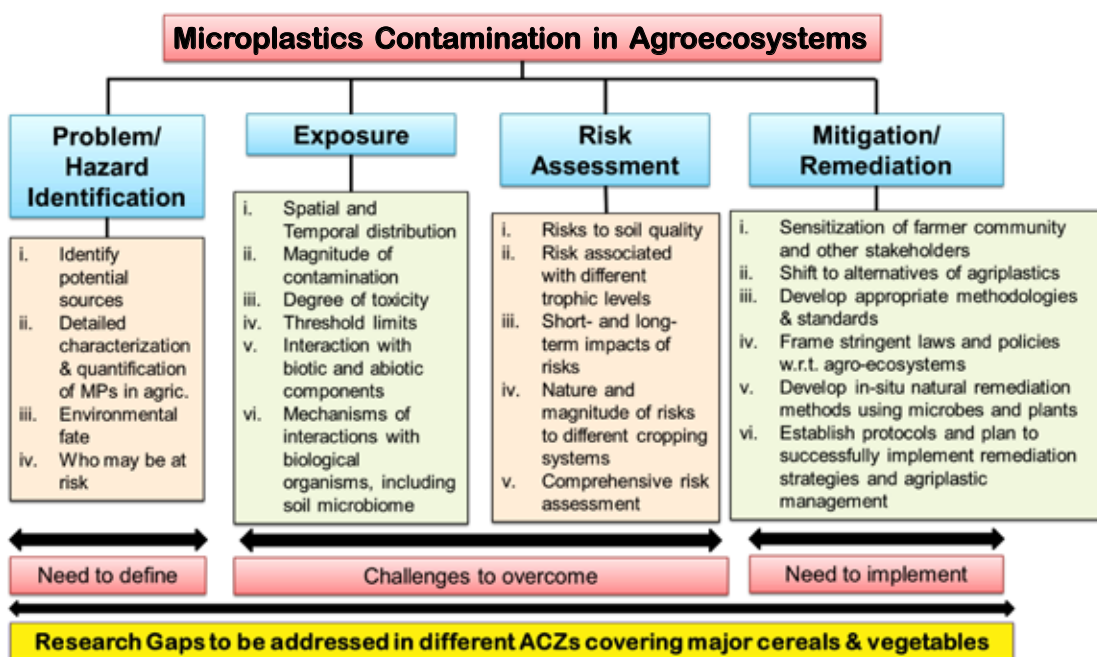 Microplastics Contamination in Agroecosystems
Problem/
Hazard
Identification
i. Identify
potential
sources
ii. Detailed
characterization
& quantification
of MPs in agric.
iii. Environmental
fate
iv. Who may be at
risk
Exposure
i. Spatial and
Temporal distribution
ii. Magnitude of
contamination
iii. Degree of toxicity
iv. Threshold limits
v. Interaction with
biotic and abiotic
components
vi. Mechanisms of
interactions with
biological
organisms, including
soil microbiome
Risk
Assessment
i. Risks to soil quality
ii. Risk associated
with different
trophic levels
iii. Short- and long-
term impacts of
risks
iv. Nature and
magnitude of risks
to different cropping
systems
v. Comprehensive risk
assessment
Mitigation/
Remediation
i. Sensitization of farmer community
and other stakeholders
ii. Shift to alternatives of agriplastics
iii. Develop appropriate methodologies
& standards
iv. Frame stringent laws and policies
w.r.t. agro-ecosystems
v. Develop in-situ natural remediation
methods using microbes and plants
vi. Establish protocols and plan to
successfully implement remediation
strategies and agriplastic
management
Need to define
Challenges to overcome
Need to implement
Research Gaps to be addressed in different ACZs covering major cereals & vegetables